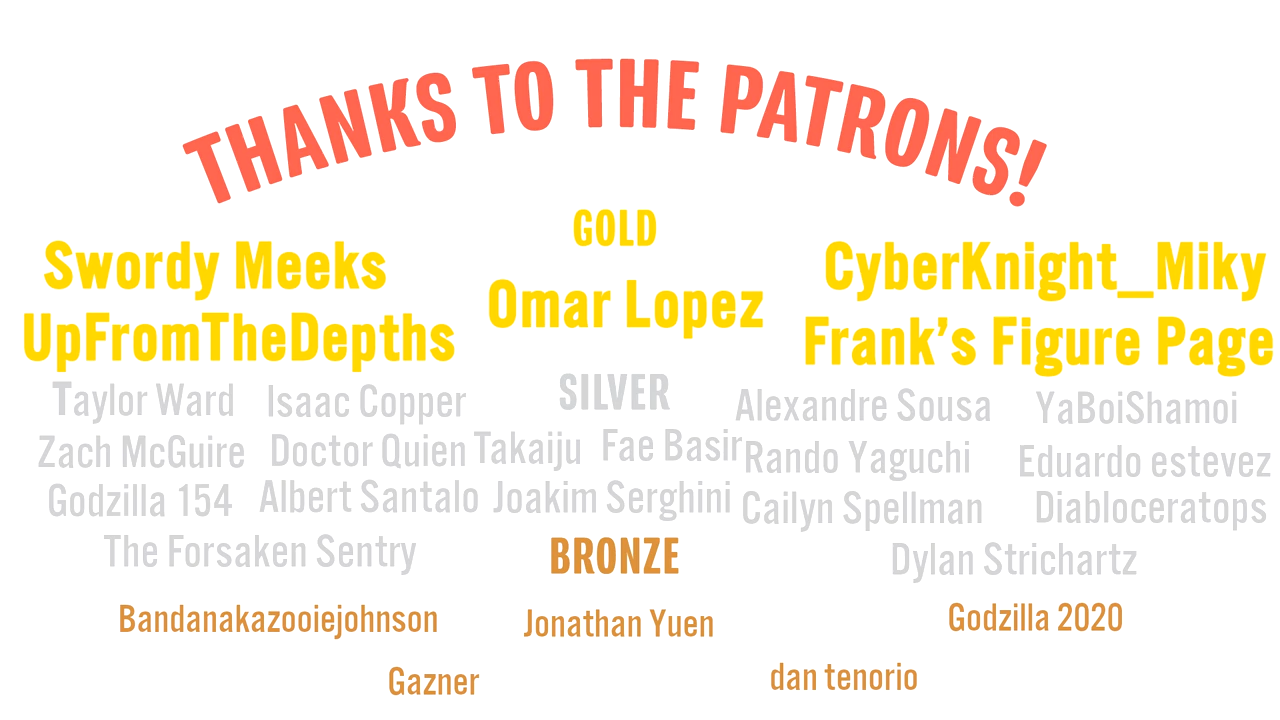 THANKS TO THE PATRONS!
GOLD
Swordy Meeks
Omar Lopez
CyberKnight_Miky
UpFromTheDepths
Frank's Figure Page
SILVER
Taylor Ward
Isaac Copper
Alexandre Sousa
YaBoiShamoi
Zach McGuire
Doctor Quien
Takaiju
Fae Basir
Rando Yaguchi
Eduardo estevez
Godzilla 154
Albert Santalo
Joakim Serghini
Cailyn Spellman
Diabloceratops
The Forsaken Sentry
Dylan Strichartz
BRONZE
Bandanakazooiejohnson
Jonathan Yuen
Godzilla 2020
Gazner
dan tenorio